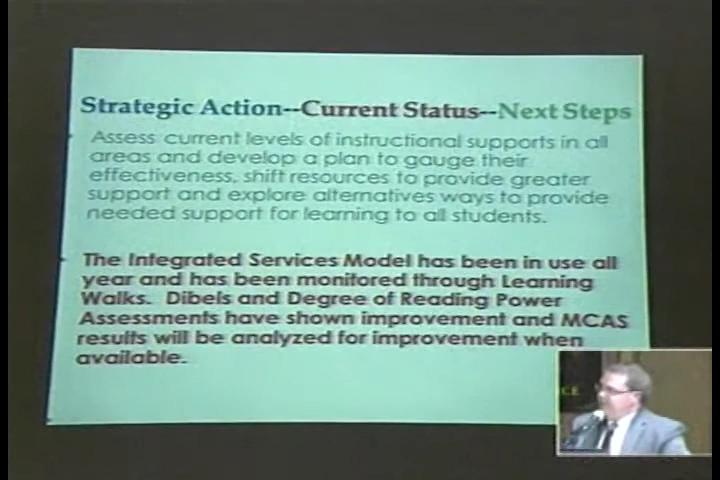 Strategic Action--Current Status--Next Steps
Assess current levels of instructional supports in all
areas and develop a plan to gauge their
effectiveness, shift resources to provide greater
support and explore alternatives ways to provide
needed support for learning to all students.
The Integrated Services Model has been in use all
year and has been monitored through Learning
Walks. Dibels and Degree of Reading Power
Assessments have shown improvement and MCAS
results will be analyzed for improvement when
available.
CE